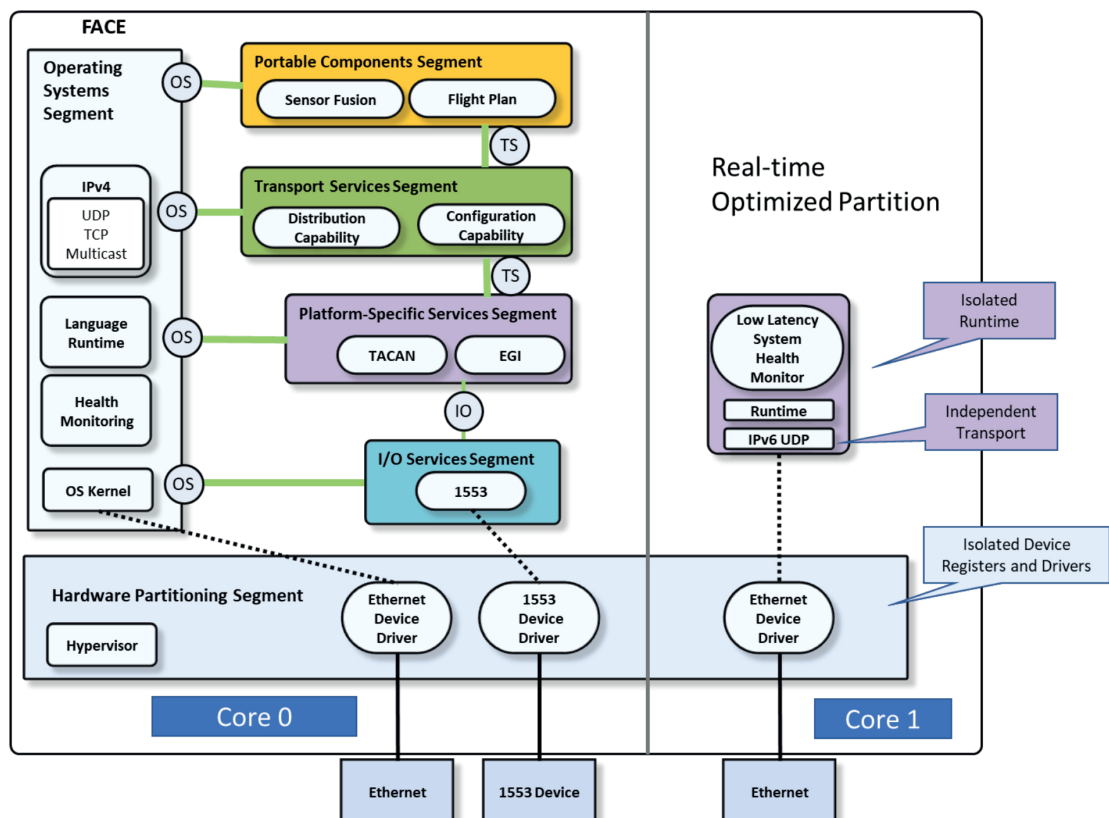 FACE
Operating
Systems
Segment
OS
Portable Components Segment
Sensor Fusion
Flight Plan
TS
IPv4
UDP
TCP
Multicast
OS
Transport Services Segment
Distribution
Capability
Configuration
Capability
TS
Language
Runtime
OS
Platform-Specific Services Segment
TACAN
EGI
Health
Monitoring
IO
OS Kernel
OS
I/O Services Segment
1553
Real-time
Optimized Partition
Low Latency
System
Health
Monitor
Runtime
IPv6 UDP
Isolated
Runtime
Independent
Transport
Isolated Device
Registers and Drivers
Hardware Partitioning Segment
Hypervisor
Ethernet
Device
Driver
1553
Device
Driver
Ethernet
Device
Driver
Core 0
Core 1
Ethernet
1553 Device
Ethernet